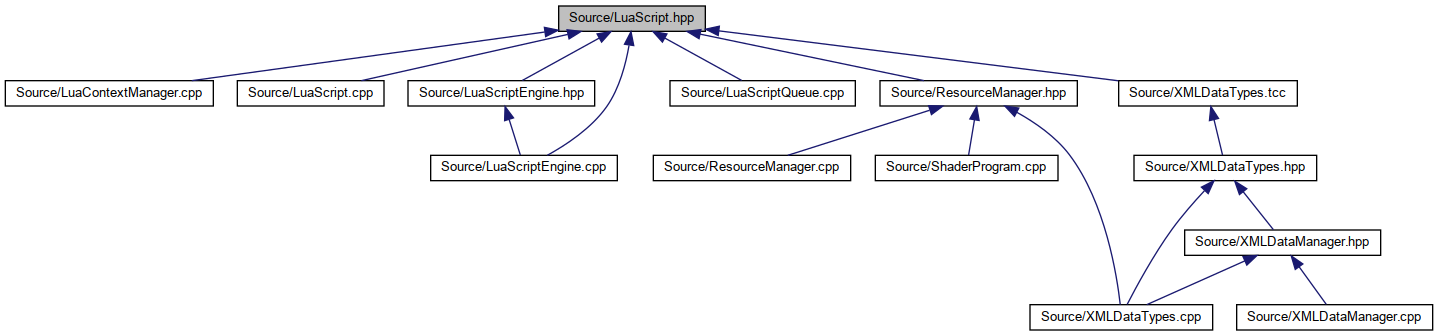 Source/LuaScript.hpp
Source/LuaContextManager.cpp
Source/LuaScript.cpp
Source/LuaScriptEngine.hpp
Source/LuaScriptQueue.cpp
Source/ResourceManager.hpp
Source/XMLDataTypes.tcc
Source/LuaScriptEngine.cpp
Source/ResourceManager.cpp
Source/ShaderProgram.cpp
Source/XMLDataTypes.hpp
Source/XMLDataManager.hpp
Source/XMLDataTypes.cpp
Source/XMLDataManager.cpp